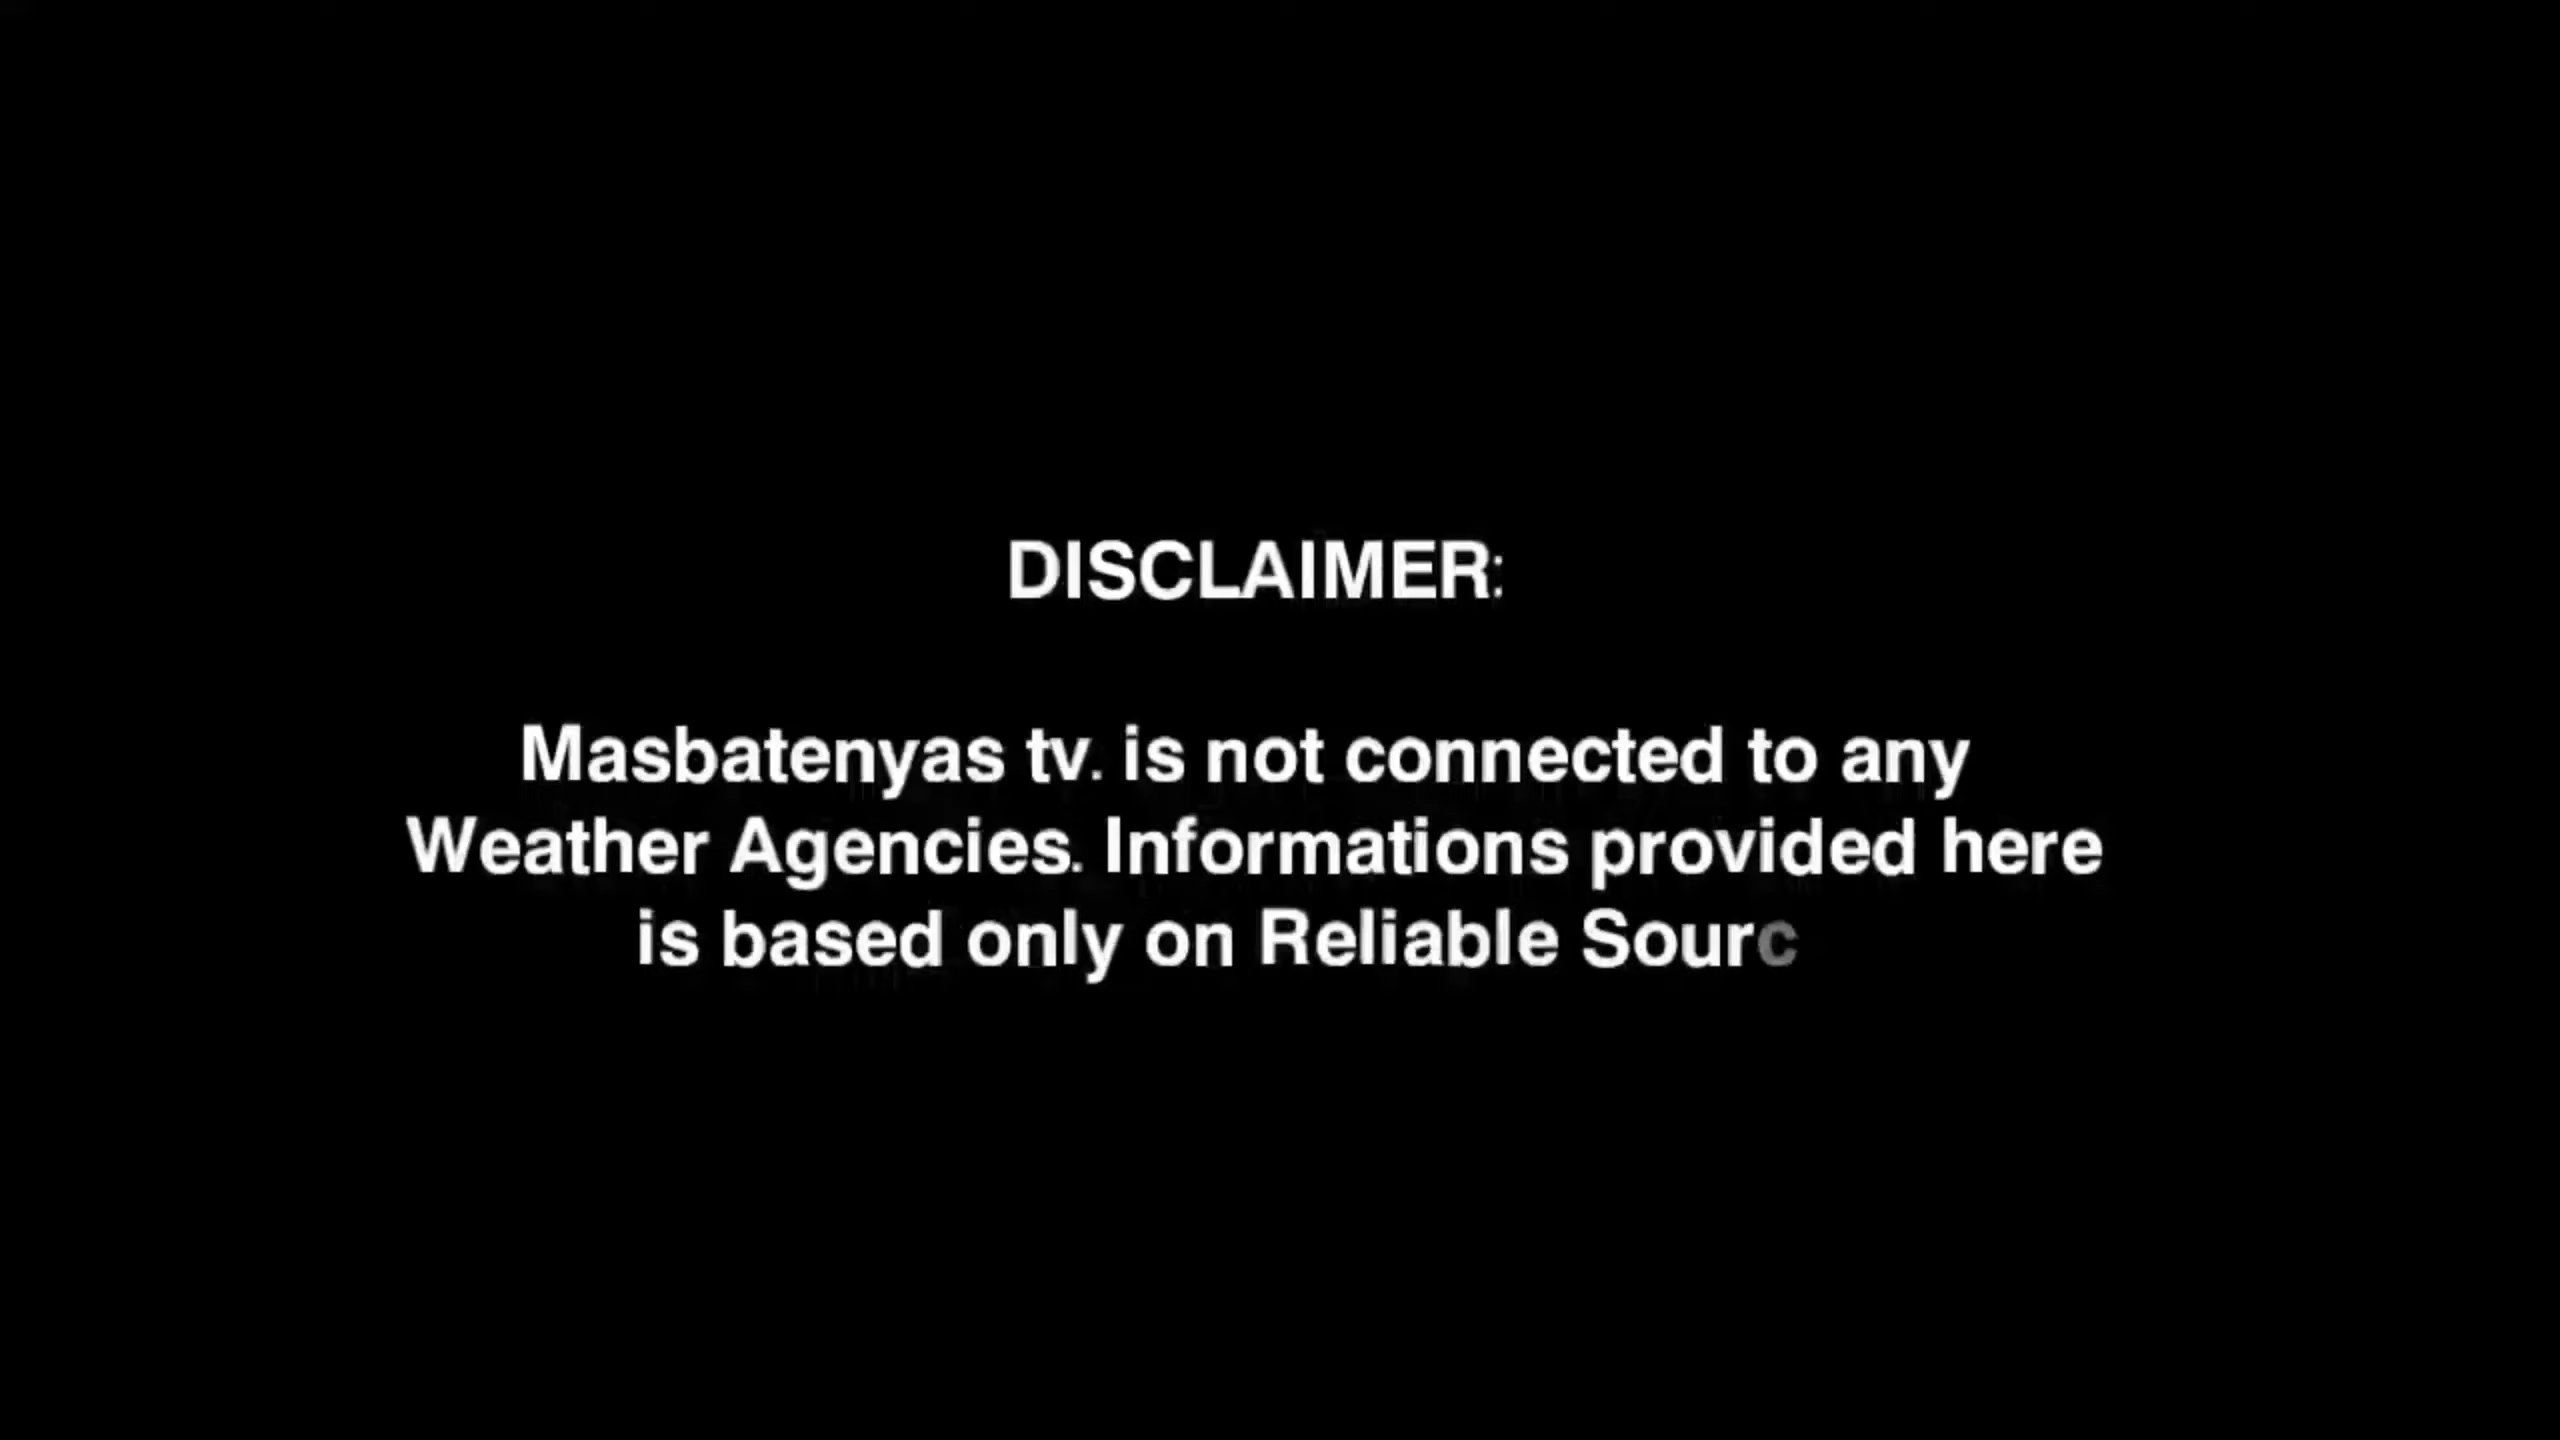 DISCLAIMER:
Masbatenyas tv. is not connected to any
Weather Agencies. Informations provided here
is based only on Reliable Sourc